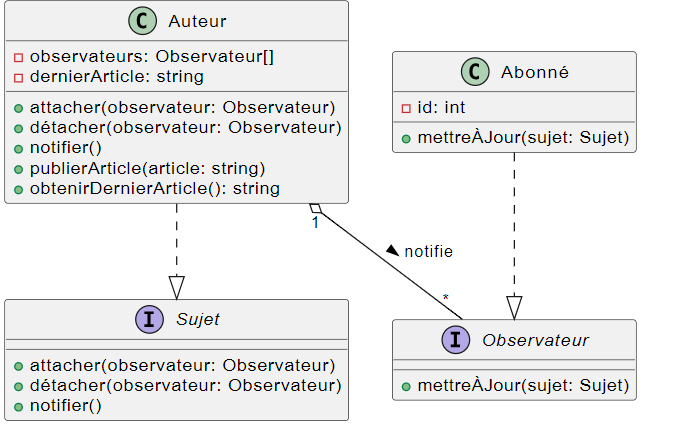 C Auteur
observateurs: Observateur[]
dernierArticle: string
attacher(observateur: Observateur)
détacher(observateur: Observateur)
notifier()
publierArticle(article: string)
obtenirDernierArticle(): string
C Abonné
id: int
mettreÀJour(sujet: Sujet)
1
notifie
*
I Sujet
attacher(observateur: Observateur)
détacher(observateur: Observateur)
notifier()
I Observateur
mettreÀJour(sujet: Sujet)